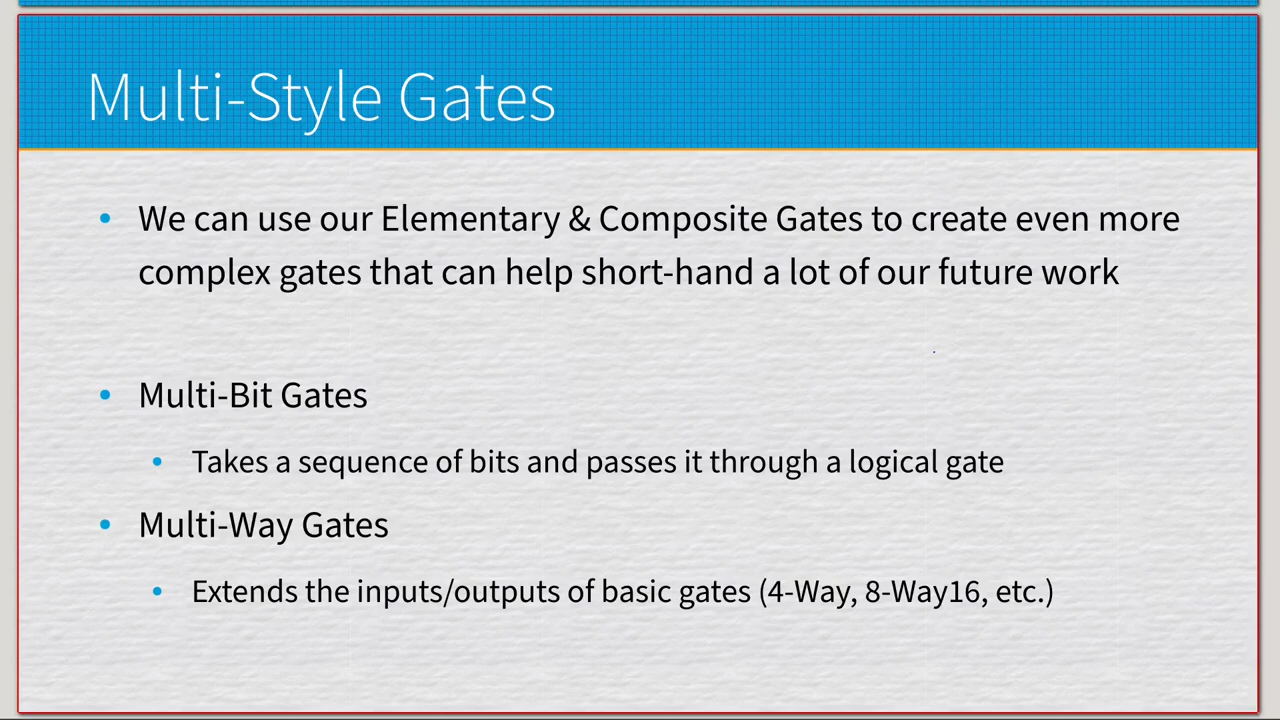 Multi-Style Gates
• We can use our Elementary & Composite Gates to create even more
complex gates that can help short-hand a lot of our future work
• Multi-Bit Gates
• Takes a sequence of bits and passes it through a logical gate
• Multi-Way Gates
• Extends the inputs/outputs of basic gates (4-Way, 8-Way16, etc.)